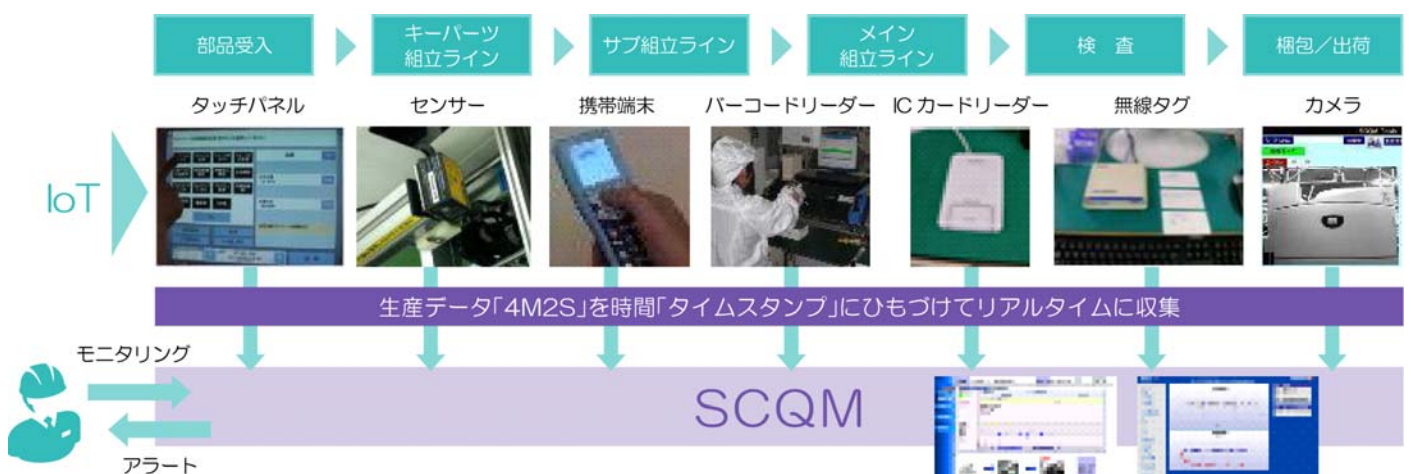 部品受入
キーパーツ
組立ライン
サブ組立ライン
メイン
組立ライン
検 査
梱包／出荷
タッチパネル
センサー
携帯端末
バーコードリーダー
ICカードリーダー
無線タグ
カメラ
IoT
生産データ「4M2S」を時間「タイムスタンプ」にひもづけてリアルタイムに収集
モニタリング
SCQM
アラート